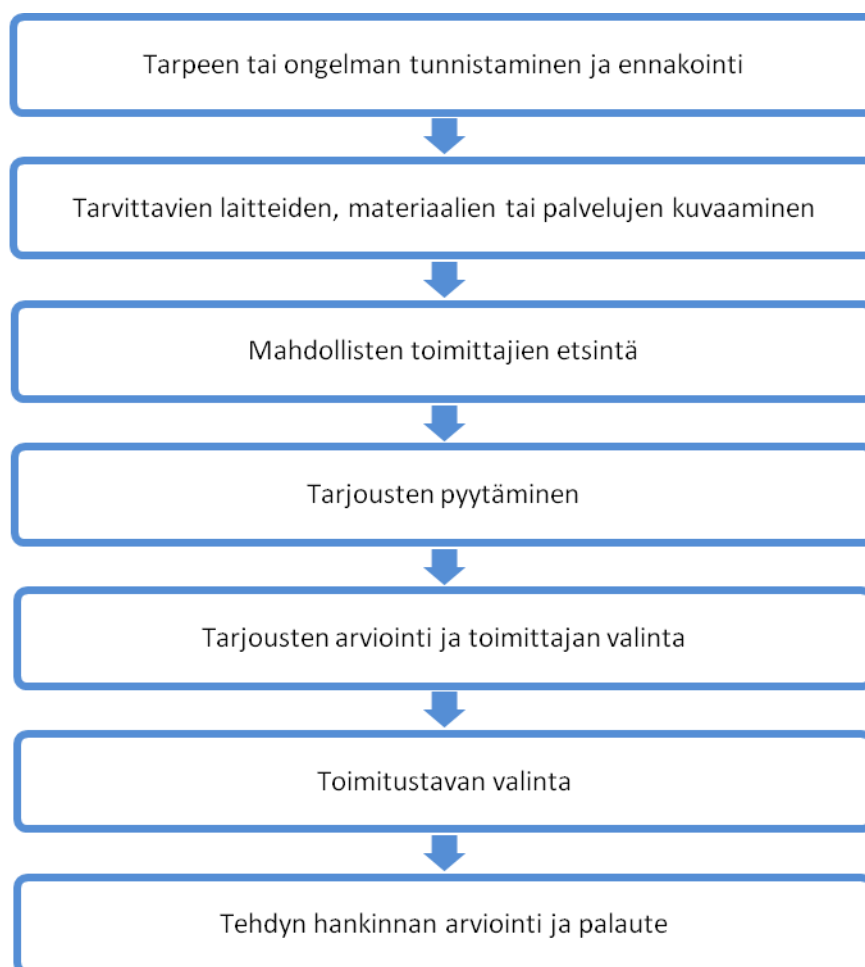 Tarpeen tai ongelman tunnistaminen ja ennakointi
Tarvittavien laitteiden, materiaalien tai palvelujen kuvaaminen
Mahdollisten toimittajien etsintä
Tarjousten pyytäminen
Tarjousten arviointi ja toimittajan valinta
Toimitustavan valinta
Tehdyn hankinnan arviointi ja palaute